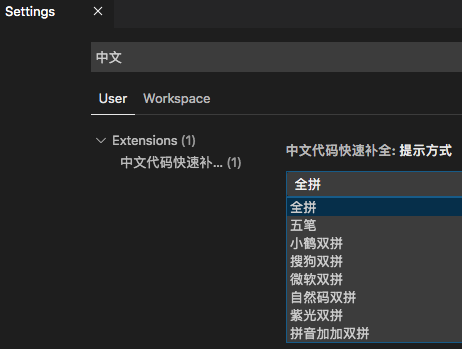 Settings
中文
User Workspace
Extensions (1)
中文代码快速补... (1)
中文代码快速补全: 提示方式
全拼
全拼
五笔
小鹤双拼
搜狗双拼
微软双拼
自然码双拼
紫光双拼
拼音加加双拼